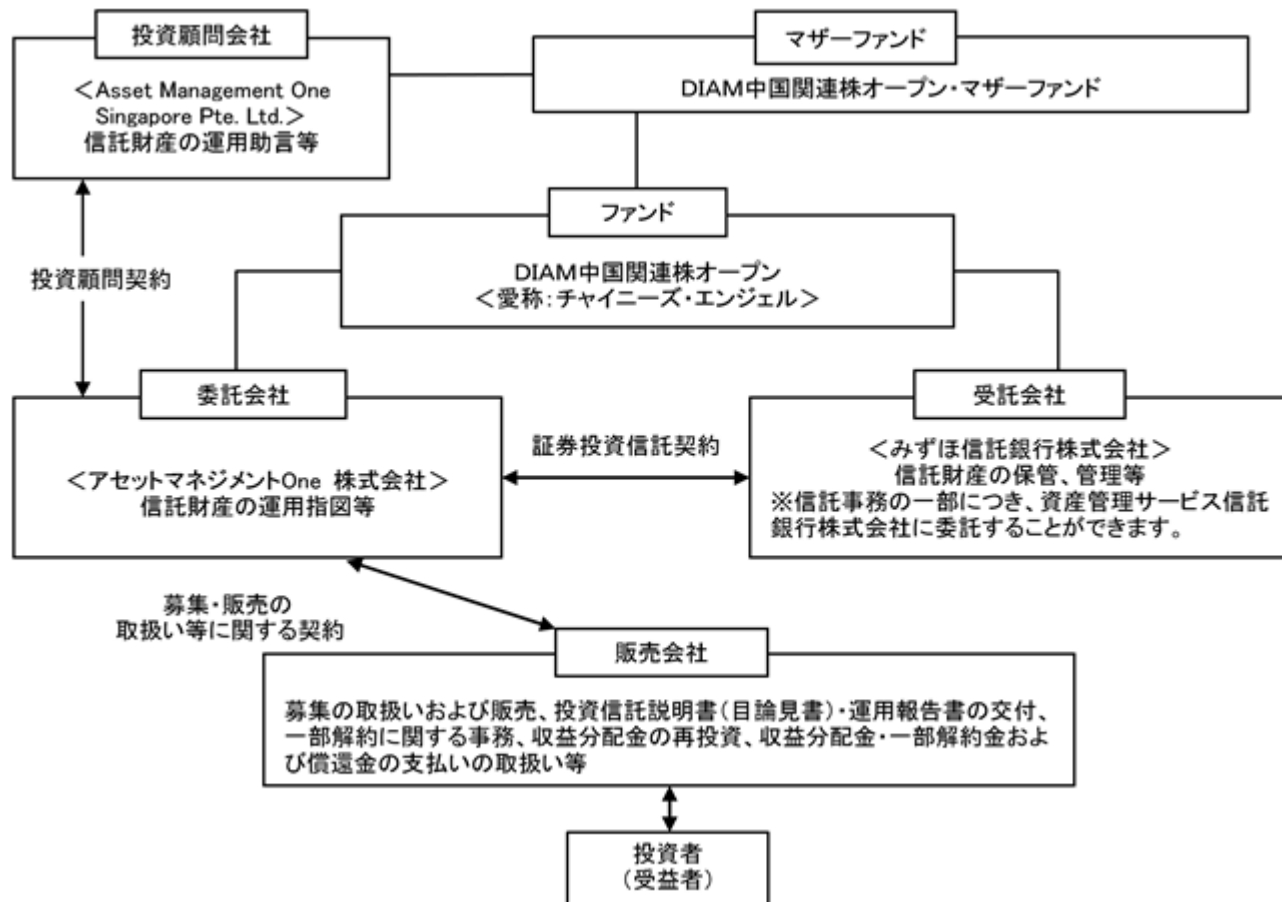 投資顧問会社
＜Asset Management One
Singapore Pte. Ltd.＞
信託財産の運用助言等
マザーファンド
DIAM中国関連株オープン・マザーファンド
ファンド
DIAM中国関連株オープン
＜愛称：チャイニーズ・エンジェル＞
投資顧問契約
委託会社
＜アセットマネジメントOne 株式会社＞
信託財産の運用指図等
証券投資信託契約
受託会社
＜みずほ信託銀行株式会社＞
信託財産の保管、管理等
※信託事務の一部につき、資産管理サービス信託
銀行株式会社に委託することができます。
募集・販売の
取扱い等に関する契約
販売会社
募集の取扱いおよび販売、投資信託説明書（目論見書）・運用報告書の交付、
一部解約に関する事務、収益分配金の再投資、収益分配金・一部解約金およ
び償還金の支払いの取扱い等
投資者
（受益者）